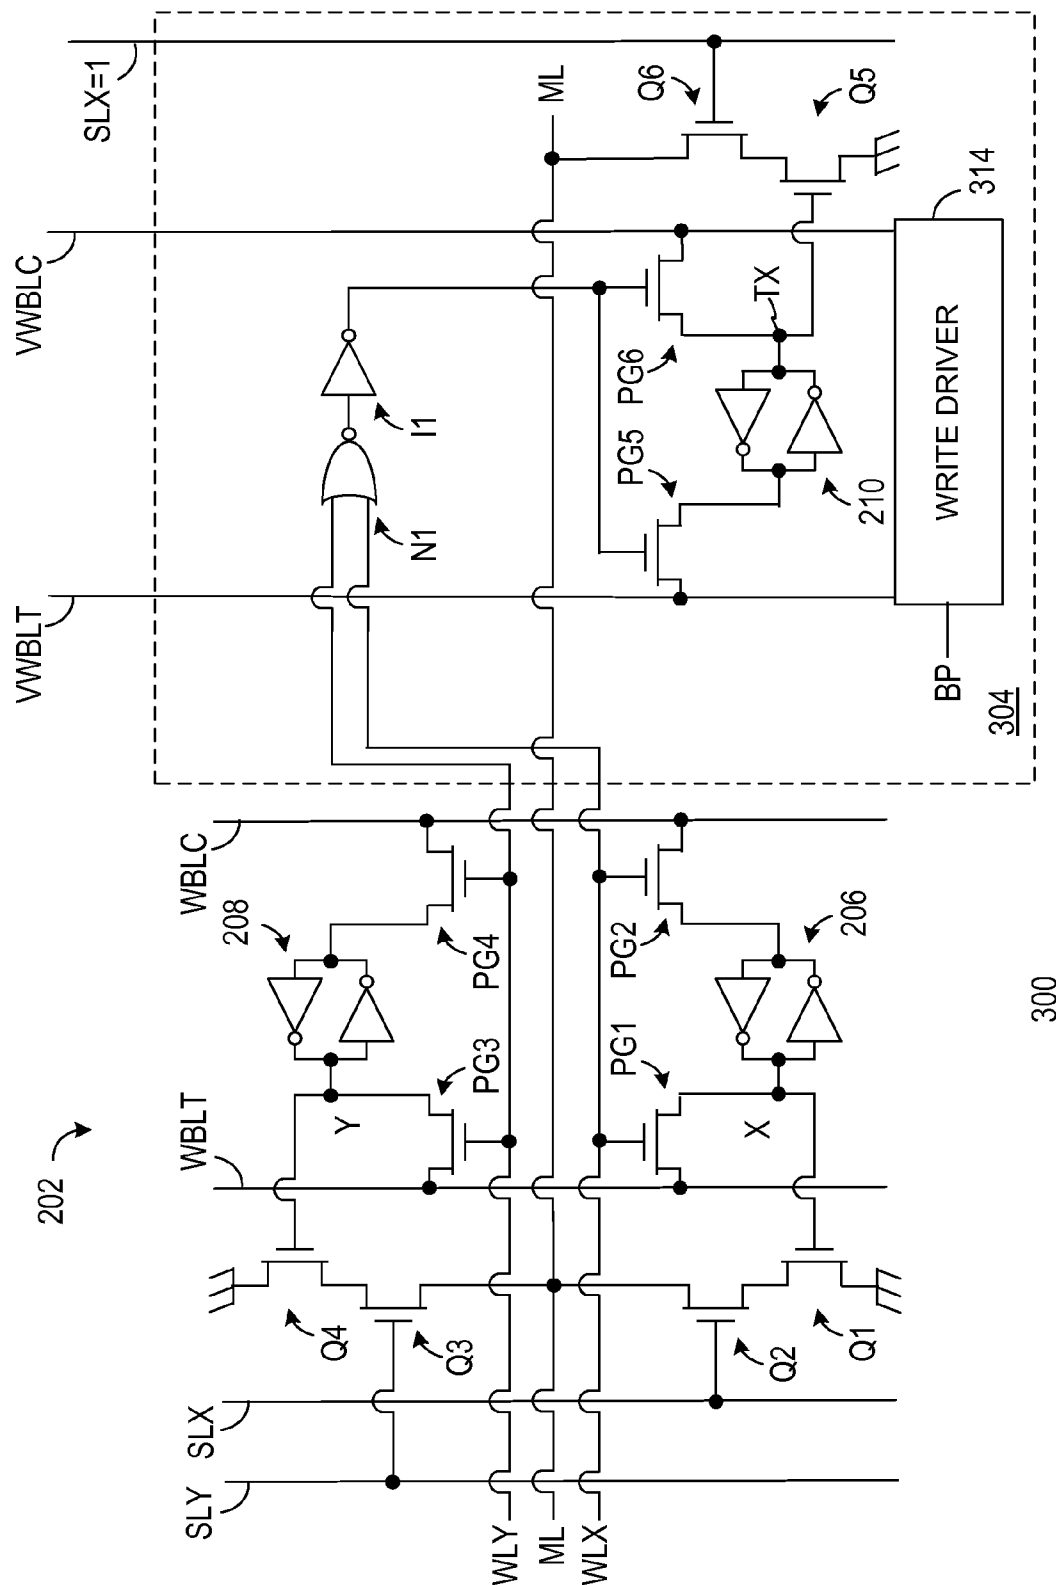 202
SLY
SLX
WBLT
WBLC
VWBLT
VWBLC
SLX=1
Q4
Q3
Y
208
PG3
PG4
N1
I1
ML
Q6
Q5
WLY
ML
WLX
Q2
Q1
X
PG1
PG2
206
PG5
PG6
TX
210
314
WRITE DRIVER
BP
304
300